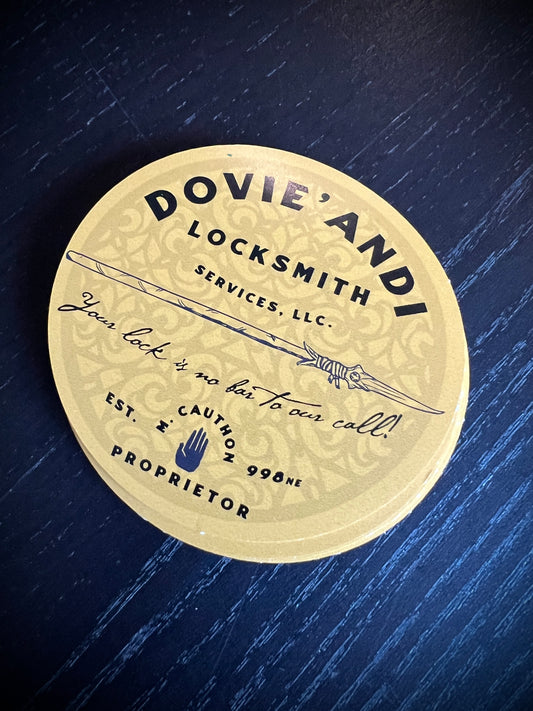 DOVIE'ANDI
LOCKSMITH
SERVICES, LLC.
Your lock is no bar to our call!
EST. M. CAUTHON 998NE
PROPRIETOR